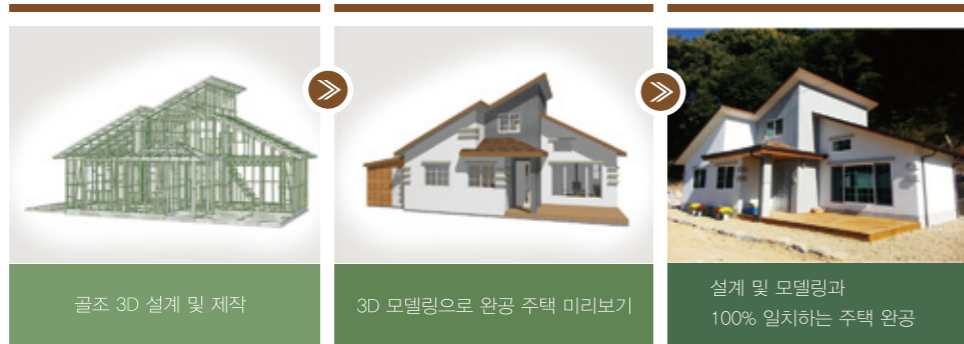 골조 3D 설계 및 제작
3D 모델링으로 완공 주택 미리보기
설계 및 모델링과
100% 일치하는 주택 완공